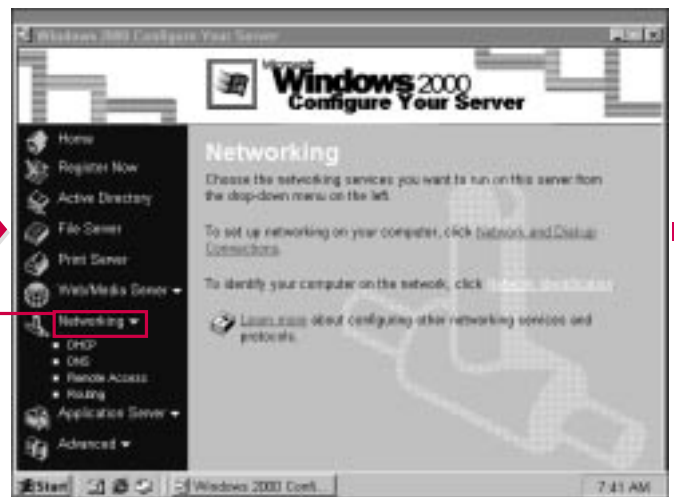 Windows 2000 Configure Your Server
Microsoft
Windows 2000
Configure Your Server
Home
Register Now
Active Directory
File Server
Print Server
Web/Media Server
Networking
DHCP
DNS
Remote Access
Routing
Application Server
Advanced
Networking
Choose the networking services you want to run on this server from
the drop-down menu on the left.
To set up networking on your computer, click Network and Dial-up
Connections.
To identify your computer on the network, click Network Identification.
Learn more about configuring other networking services and
protocols.
Start
Windows 2000 Confi...
7:41 AM